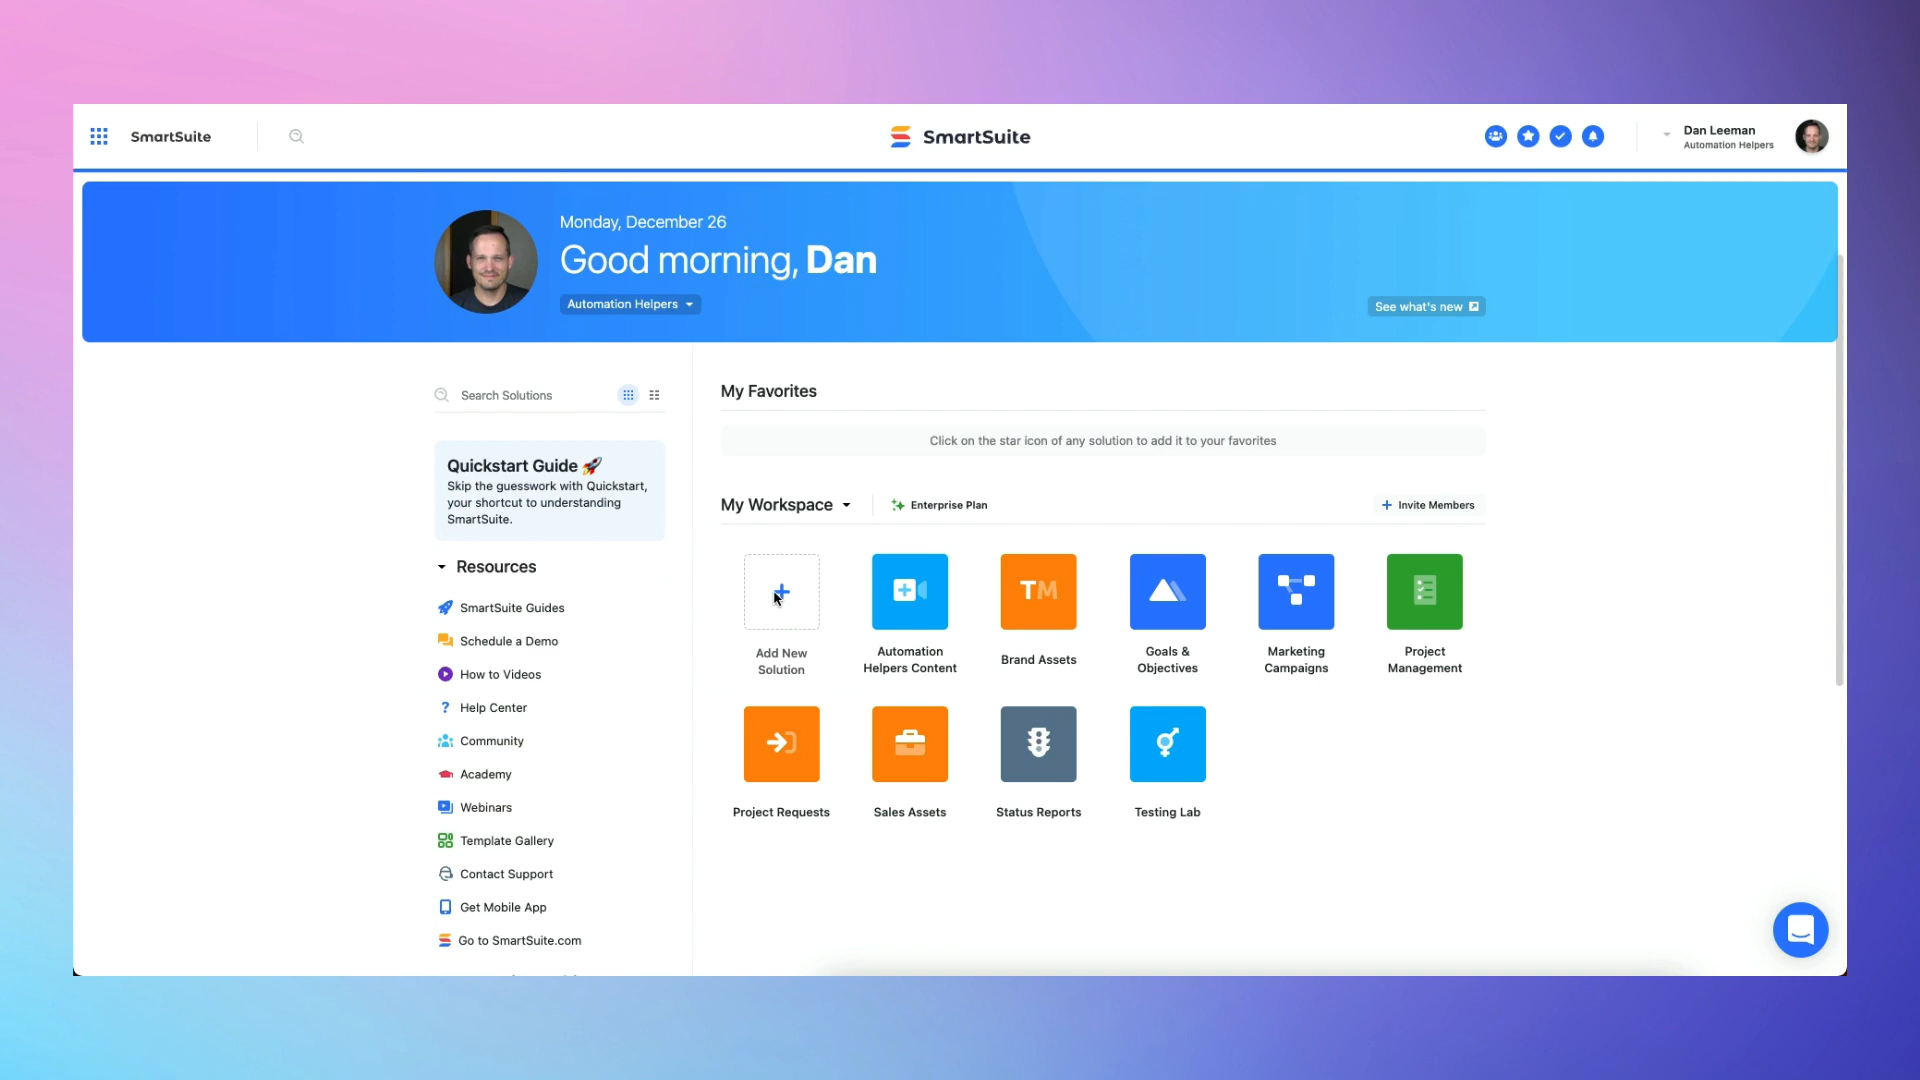 SmartSuite
SmartSuite
Dan Leeman
Automation Helpers
Monday, December 26
Good morning, Dan
Automation Helpers
See what's new
Search Solutions
Quickstart Guide 🚀
Skip the guesswork with Quickstart,
your shortcut to understanding
SmartSuite.
Resources
SmartSuite Guides
Schedule a Demo
How to Videos
? Help Center
Community
Academy
Webinars
Template Gallery
Contact Support
Get Mobile App
Go to SmartSuite.com
My Favorites
Click on the star icon of any solution to add it to your favorites
My Workspace
Enterprise Plan
+ Invite Members
Add New
Solution
Automation
Helpers Content
TM
Brand Assets
Goals &
Objectives
Marketing
Campaigns
Project
Management
Project Requests
Sales Assets
Status Reports
Testing Lab